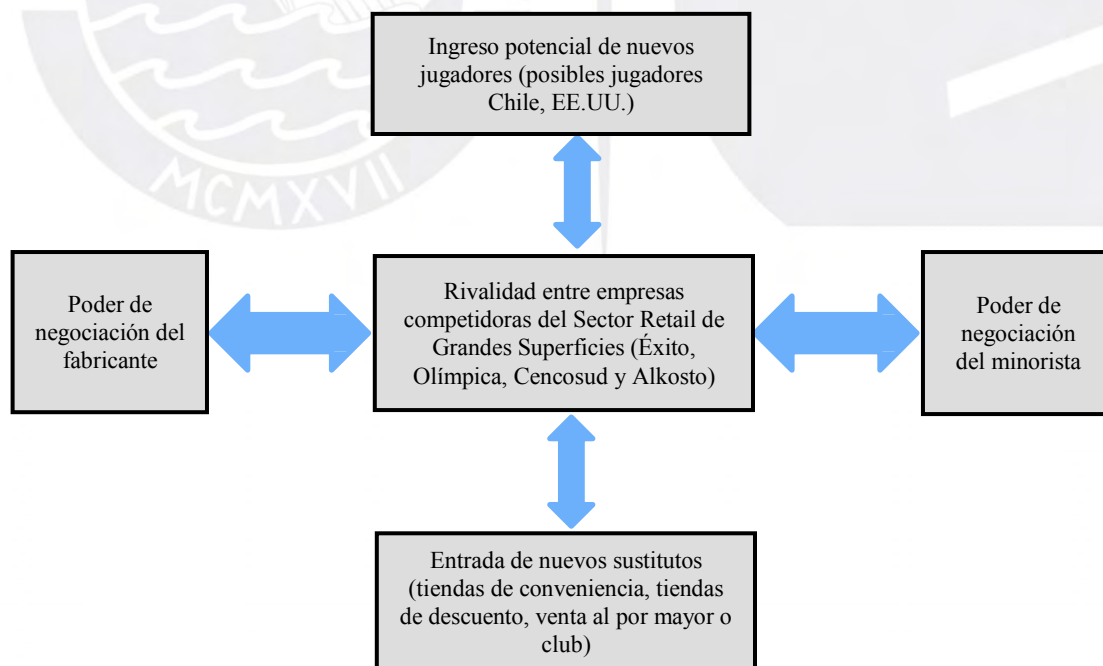 Ingreso potencial de nuevos
jugadores (posibles jugadores
Chile, EE.UU.)
MCMXVII
Poder de
negociación del
fabricante
Rivalidad entre empresas
competidoras del Sector Retail de
Grandes Superficies (Éxito,
Olímpica, Cencosud y Alkosto)
Poder de
negociación
del minorista
Entrada de nuevos sustitutos
(tiendas de conveniencia, tiendas
de descuento, venta al por mayor o
club)